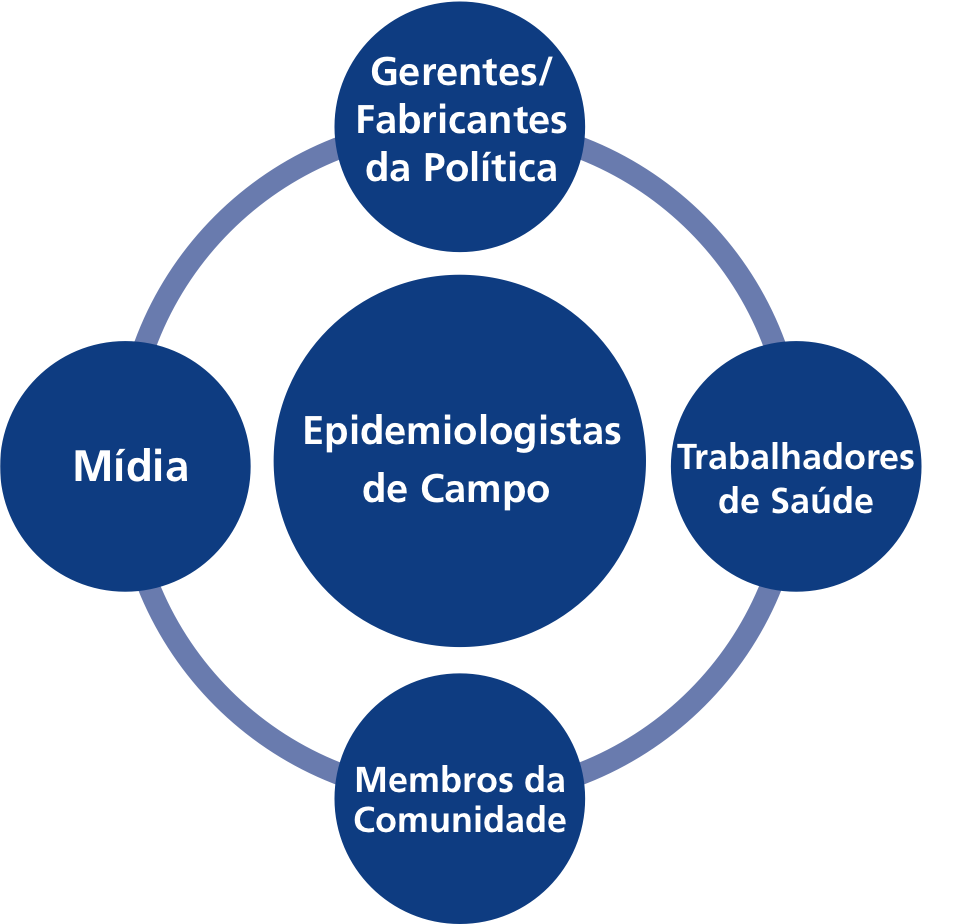 Gerentes/
Fabricantes
da Política
Mídia
Epidemiologistas
de Campo
Trabalhadores
de Saúde
Membros da
Comunidade